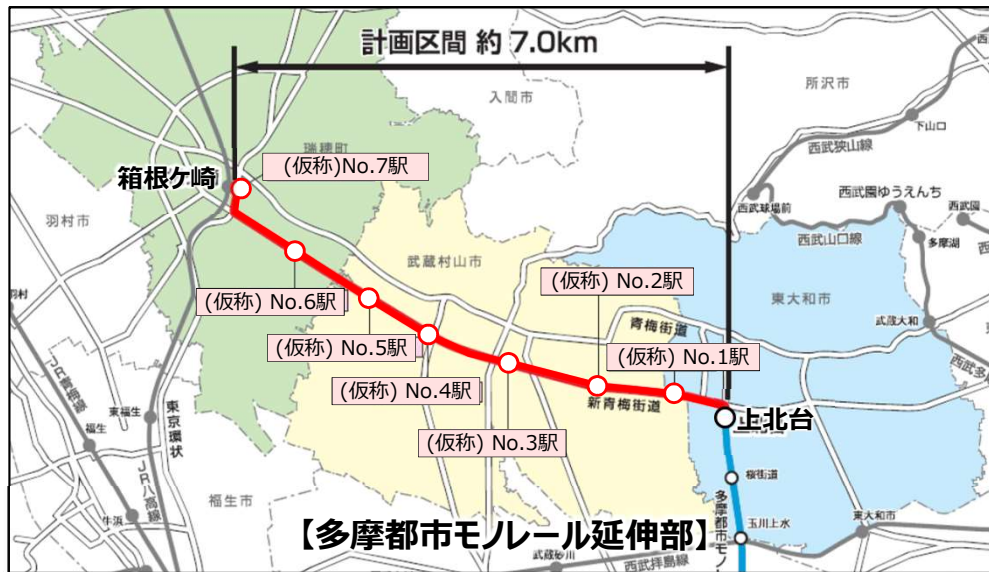 計画区間 約 7.0km
所沢市
入間市
下山口
西武狭山線
瑞穂町
(仮称)No.7駅
箱根ケ崎
羽村市
西武球場前
西武園ゆうえんち
西武園
西武山口線
多摩湖
武蔵村山市
(仮称) No.2駅
東大和市
(仮称) No.6駅
羽村
青梅街道
武蔵大和
(仮称) No.5駅
(仮称) No.1駅
西武多
(仮称) No.4駅
新青梅街道
上北台
JR青梅線
東福生
東京環状
(仮称) No.3駅
福生
JR八高線
桜街道
福生市
牛浜
多摩都市モノ
玉川上水
東大和市
【多摩都市モノレール延伸部】
武蔵砂川
西武拝島線